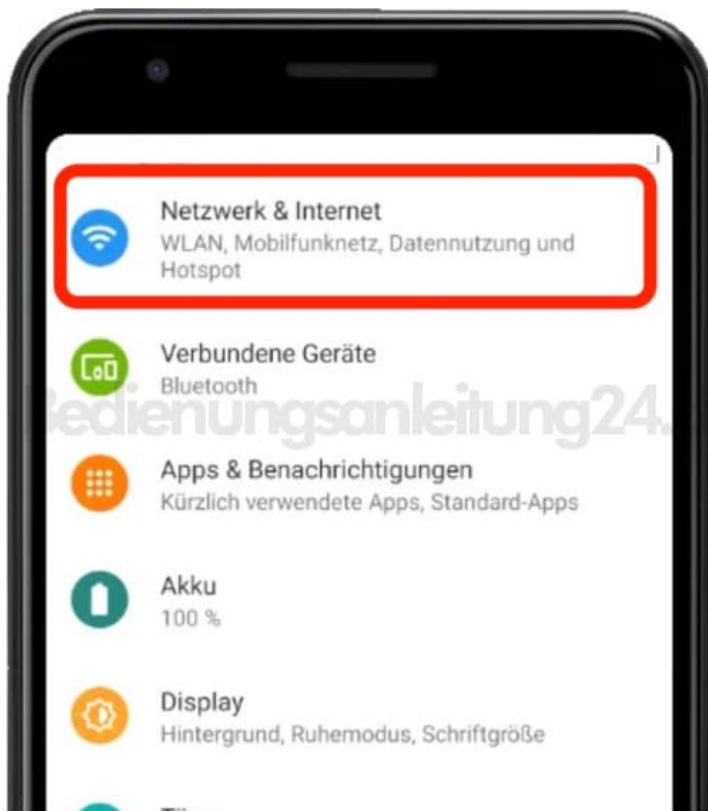 Netzwerk & Internet
WLAN, Mobilfunknetz, Datennutzung und
Hotspot
Verbundene Geräte
Bluetooth
Bedienungsanleitung24.
Apps & Benachrichtigungen
Kürzlich verwendete Apps, Standard-Apps
Akku
100 %
Display
Hintergrund, Ruhemodus, Schriftgröße